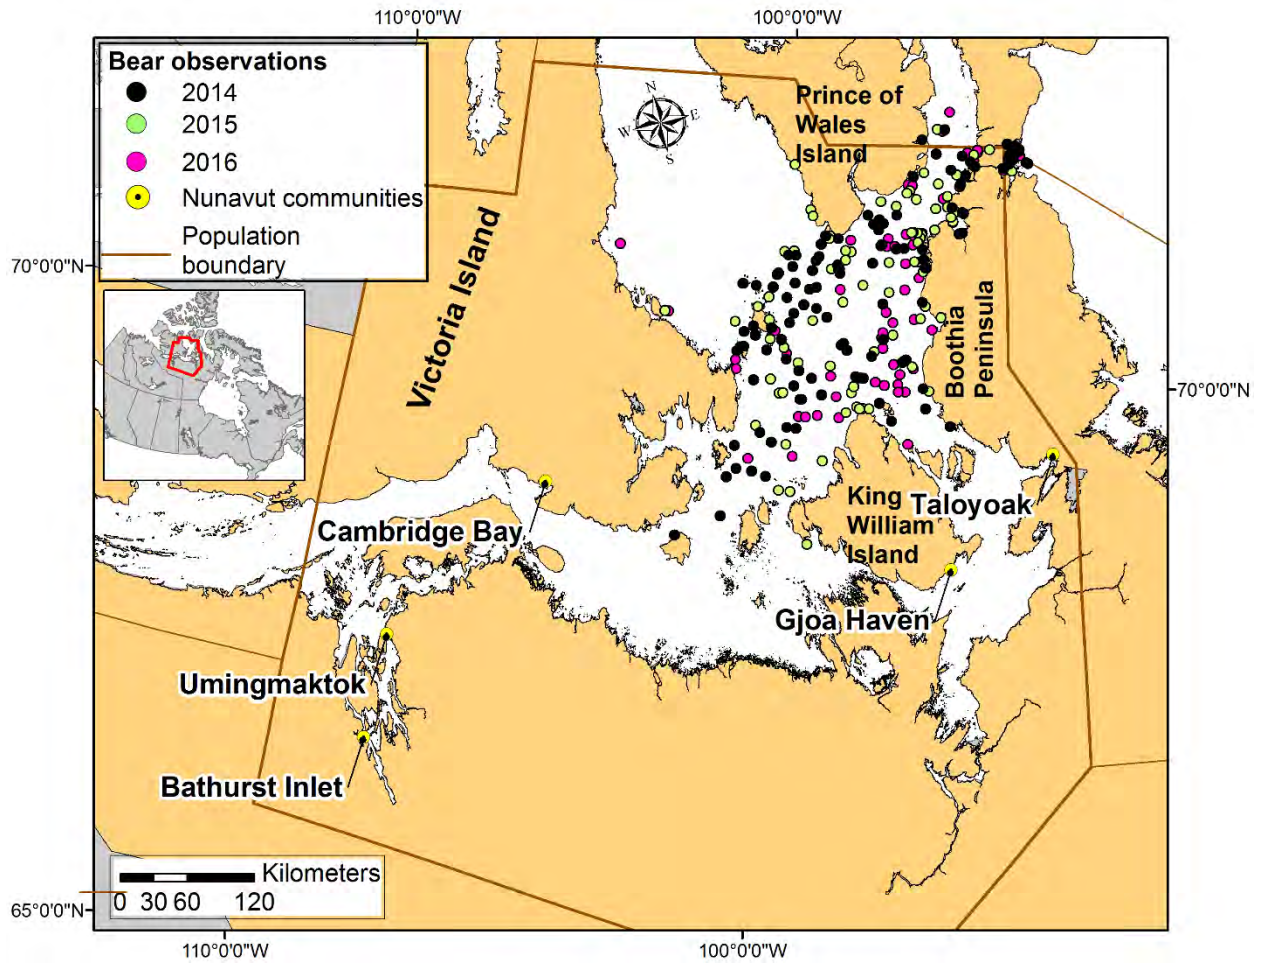 110°0'0"W
100°0'0"W
Bear observations
2014
2015
2016
Nunavut communities
Population
boundary
N
W
E
S
Prince of
Wales
Island
70°0'0"N
Victoria Island
Boothia
Peninsula
70°0'0"N
Cambridge Bay
King
William
Island
Taloyoak
Gjoa Haven
Umingmaktok
Bathurst Inlet
Kilometers
0 30 60 120
65°0'0"N
110°0'0"W
100°0'0"W